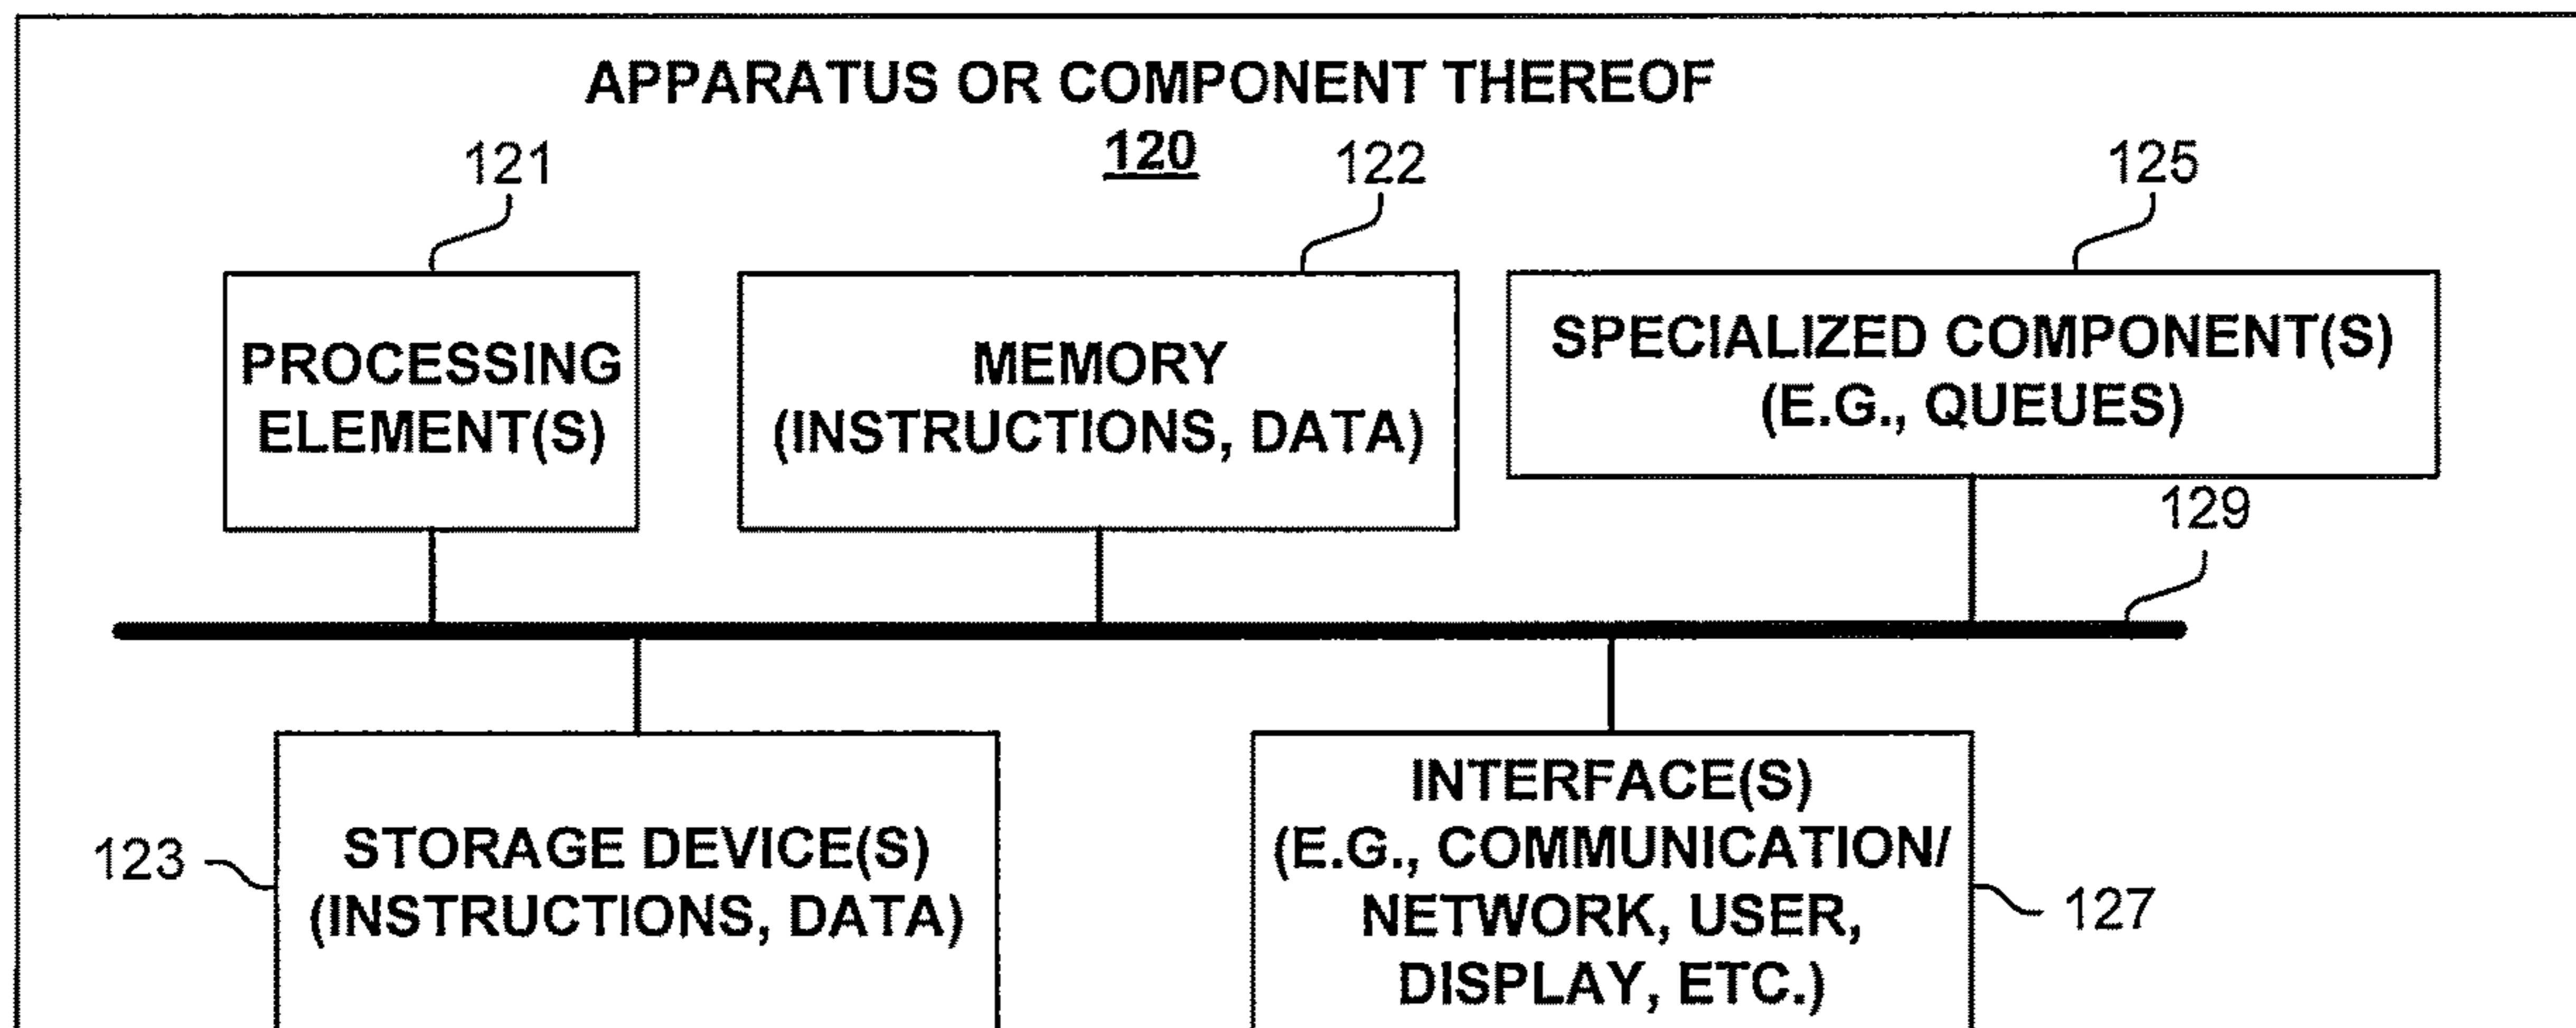 APPARATUS OR COMPONENT THEREOF
120
121
122
125
PROCESSING
ELEMENT(S)
MEMORY
(INSTRUCTIONS, DATA)
SPECIALIZED COMPONENT(S)
(E.G., QUEUES)
129
123
STORAGE DEVICE(S)
(INSTRUCTIONS, DATA)
INTERFACE(S)
(E.G., COMMUNICATION/
NETWORK, USER,
DISPLAY, ETC.)
127